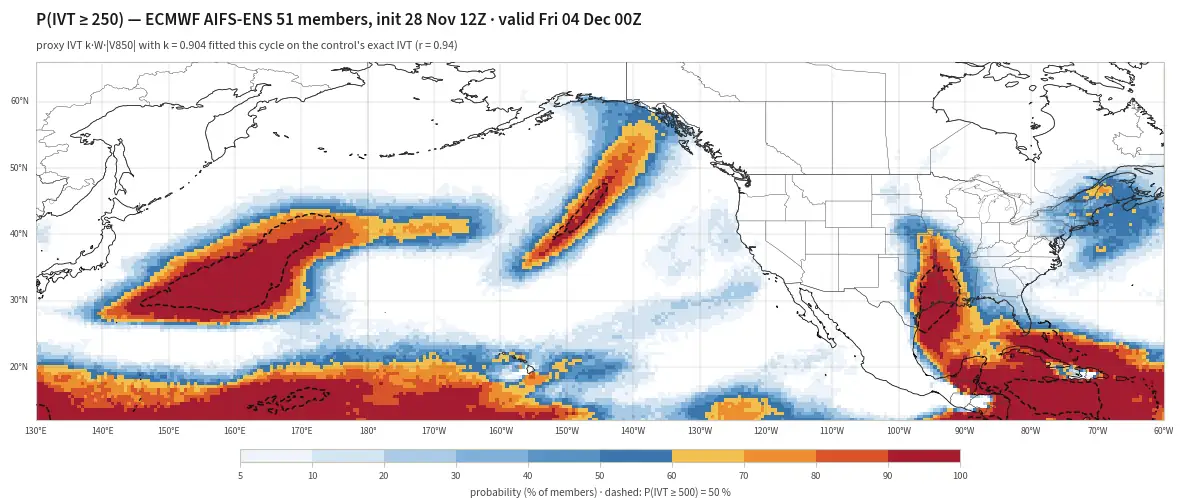 P(IVT ≥ 250) — ECMWF AIFS-ENS 51 members, init 28 Nov 12Z · valid Fri 04 Dec 00Z
proxy IVT k·W·|V850| with k = 0.904 fitted this cycle on the control's exact IVT (r = 0.94)
60°N
50°N
40°N
30°N
20°N
130°E 140°E 150°E 160°E 170°E 180° 170°W 160°W 150°W 140°W 130°W 120°W 110°W 100°W 90°W 80°W 70°W 60°W
5 10 20 30 40 50 60 70 80 90 100
probability (% of members) · dashed: P(IVT ≥ 500) = 50 %